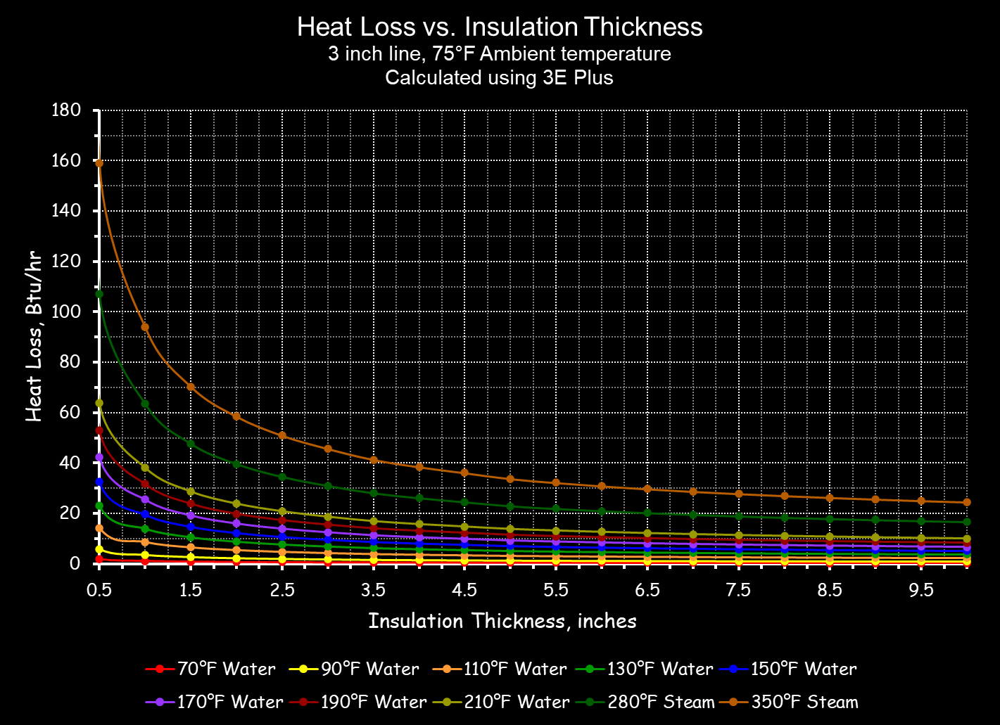 Heat Loss vs. Insulation Thickness
3 inch line, 75°F Ambient temperature
Calculated using 3E Plus
180
160
140
120
100
80
60
40
20
0
Heat Loss, Btu/hr
0.5 1.5 2.5 3.5 4.5 5.5 6.5 7.5 8.5 9.5
Insulation Thickness, inches
70°F Water 90°F Water 110°F Water 130°F Water 150°F Water
170°F Water 190°F Water 210°F Water 280°F Steam 350°F Steam